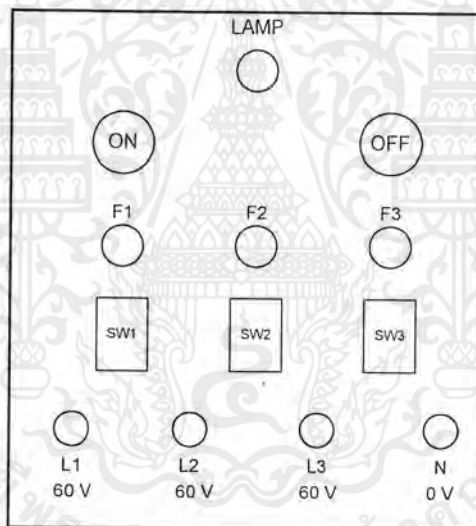 LAMP
ON OFF
F1 F2 F3
SW1 SW2 SW3
L1 L2 L3 N
60 V 60 V 60 V 0 V